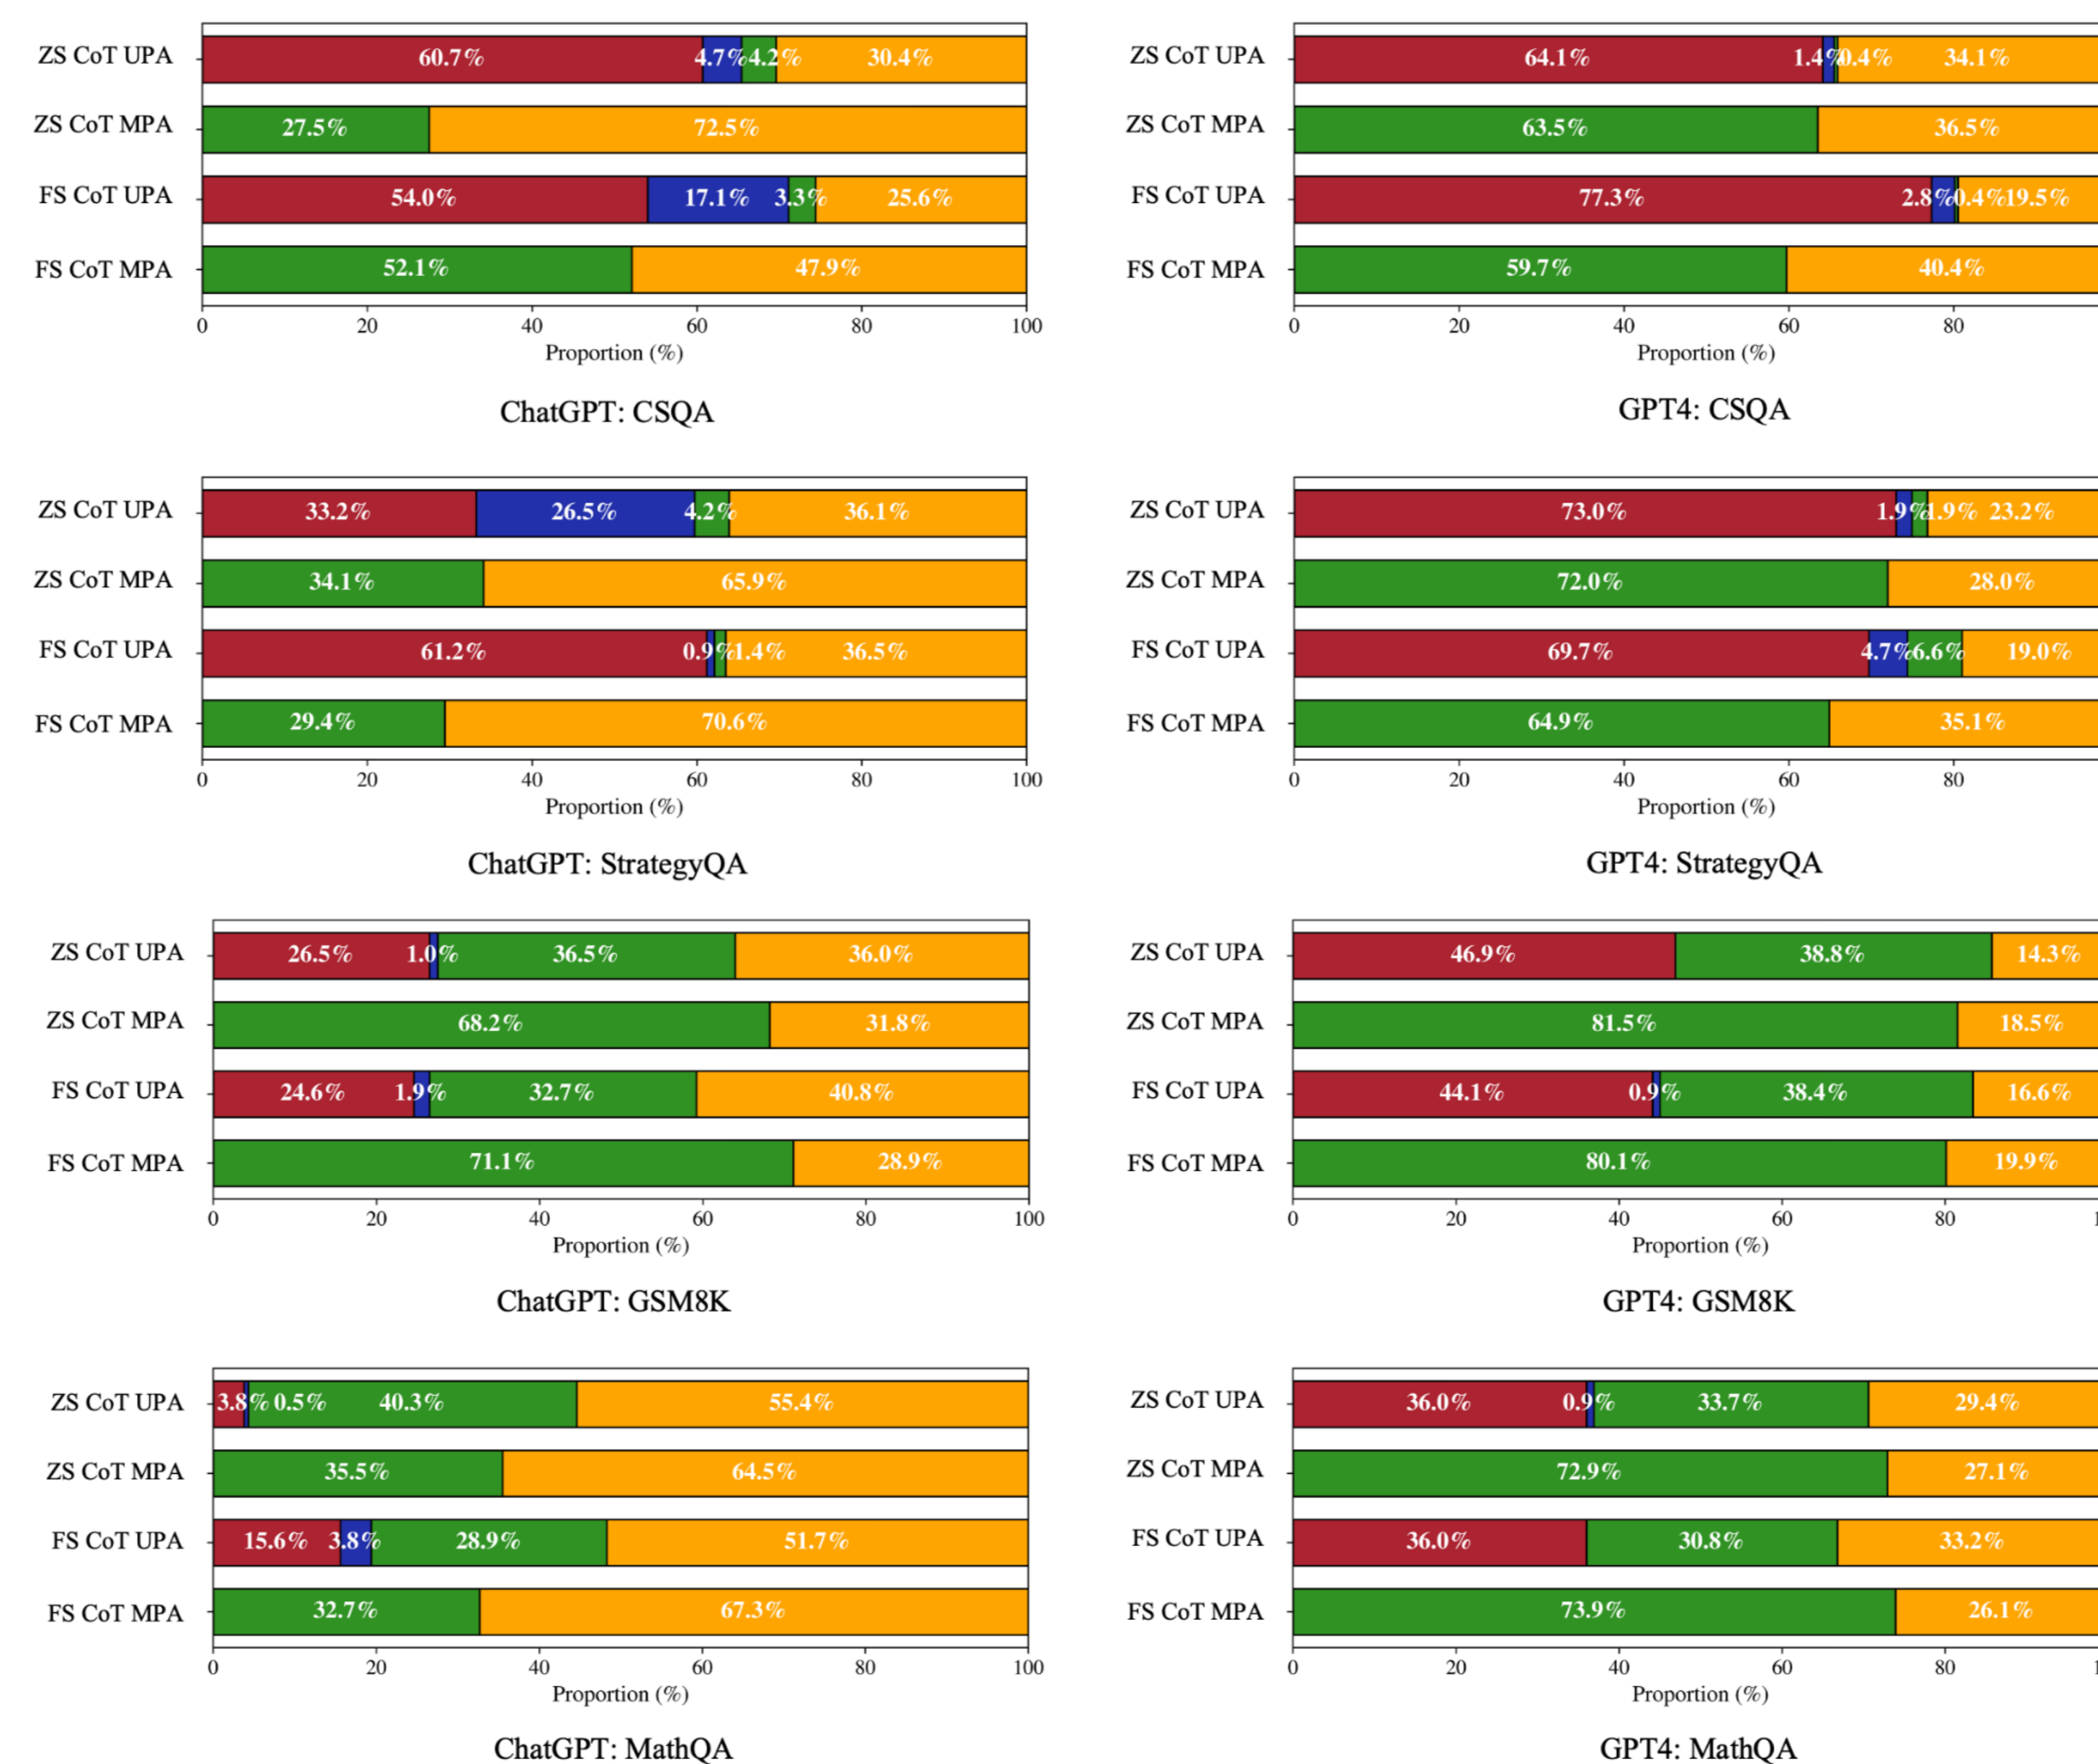 ZS CoT UPA 60.7% 4.7% 4.2% 30.4%
ZS CoT MPA 27.5% 72.5%
FS CoT UPA 54.0% 17.1% 3.3% 25.6%
FS CoT MPA 52.1% 47.9%
0 20 40 60 80 100
Proportion (%)
ChatGPT: CSQA
ZS CoT UPA 64.1% 1.4% 0.4% 34.1%
ZS CoT MPA 63.5% 36.5%
FS CoT UPA 77.3% 2.8% 0.4% 19.5%
FS CoT MPA 59.7% 40.4%
0 20 40 60 80
Proportion (%)
GPT4: CSQA
ZS CoT UPA 33.2% 26.5% 4.2% 36.1%
ZS CoT MPA 34.1% 65.9%
FS CoT UPA 61.2% 0.9% 1.4% 36.5%
FS CoT MPA 29.4% 70.6%
0 20 40 60 80 100
Proportion (%)
ChatGPT: StrategyQA
ZS CoT UPA 73.0% 1.9% 1.9% 23.2%
ZS CoT MPA 72.0% 28.0%
FS CoT UPA 69.7% 4.7% 6.6% 19.0%
FS CoT MPA 64.9% 35.1%
0 20 40 60 80
Proportion (%)
GPT4: StrategyQA
ZS CoT UPA 26.5% 1.0% 36.5% 36.0%
ZS CoT MPA 68.2% 31.8%
FS CoT UPA 24.6% 1.9% 32.7% 40.8%
FS CoT MPA 71.1% 28.9%
0 20 40 60 80 100
Proportion (%)
ChatGPT: GSM8K
ZS CoT UPA 46.9% 38.8% 14.3%
ZS CoT MPA 81.5% 18.5%
FS CoT UPA 44.1% 0.9% 38.4% 16.6%
FS CoT MPA 80.1% 19.9%
0 20 40 60 80
Proportion (%)
GPT4: GSM8K
ZS CoT UPA 3.8% 0.5% 40.3% 55.4%
ZS CoT MPA 35.5% 64.5%
FS CoT UPA 15.6% 3.8% 28.9% 51.7%
FS CoT MPA 32.7% 67.3%
0 20 40 60 80 100
Proportion (%)
ChatGPT: MathQA
ZS CoT UPA 36.0% 0.9% 33.7% 29.4%
ZS CoT MPA 72.9% 27.1%
FS CoT UPA 36.0% 30.8% 33.2%
FS CoT MPA 73.9% 26.1%
0 20 40 60 80
Proportion (%)
GPT4: MathQA